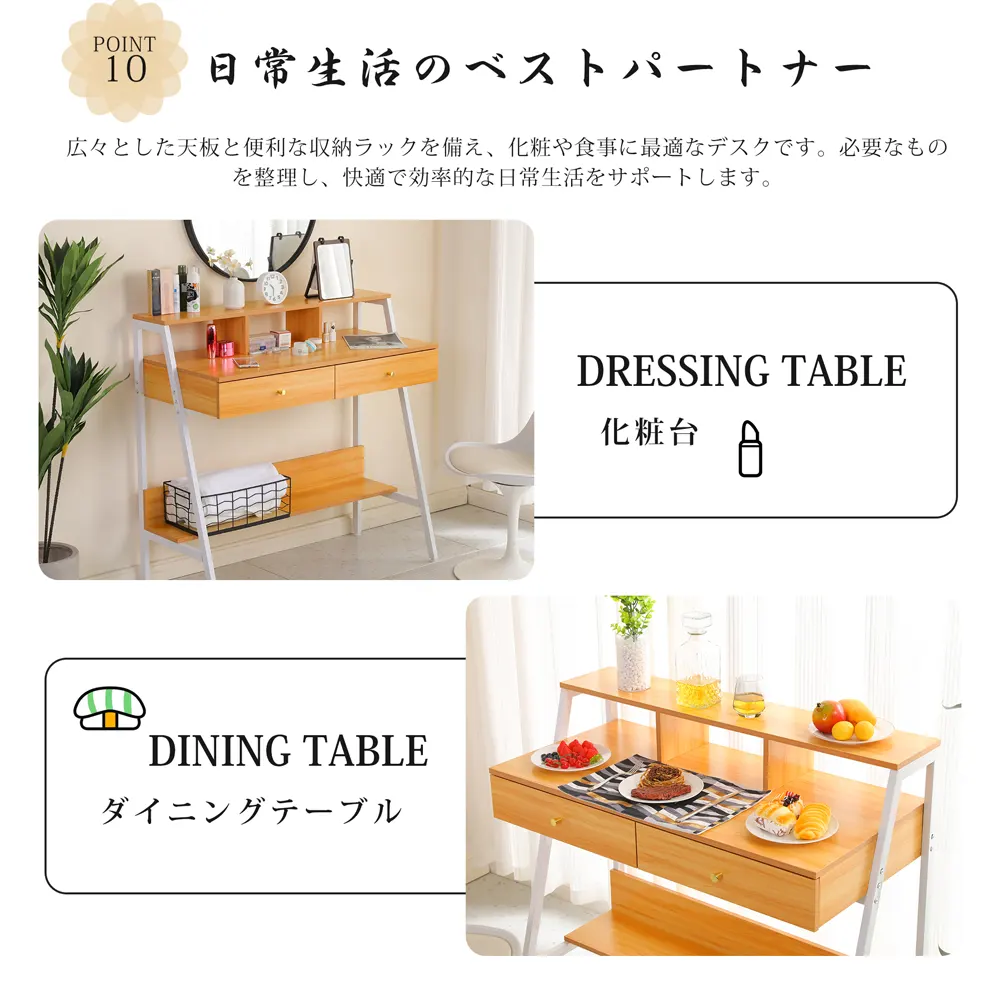 POINT
10
日常生活のベストパートナー
広々とした天板と便利な収納ラックを備え、化粧や食事に最適なデスクです。必要なもの
を整理し、快適で効率的な日常生活をサポートします。
DRESSING TABLE
化粧台
DINING TABLE
ダイニングテーブル